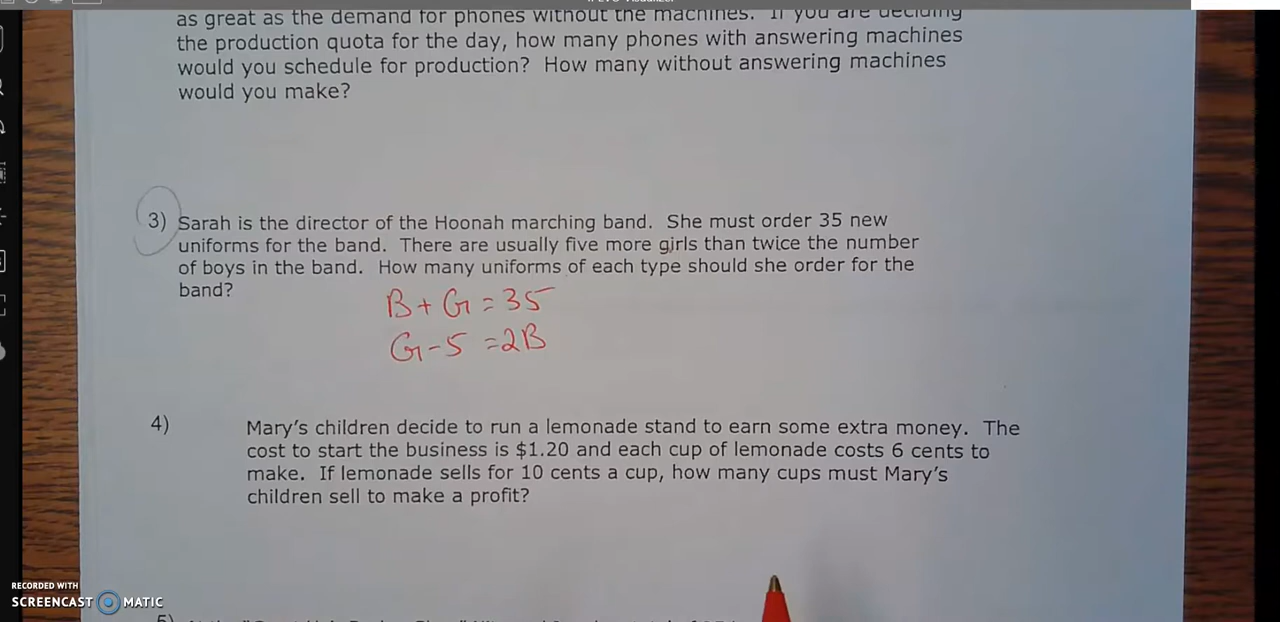 as great as the demand for phones without the machines. If you are deciding
the production quota for the day, how many phones with answering machines
would you schedule for production? How many without answering machines
would you make?
3) Sarah is the director of the Hoonah marching band. She must order 35 new
uniforms for the band. There are usually five more girls than twice the number
of boys in the band. How many uniforms of each type should she order for the
band?
B + G = 35
G - 5 = 2B
4) Mary's children decide to run a lemonade stand to earn some extra money. The
cost to start the business is $1.20 and each cup of lemonade costs 6 cents to
make. If lemonade sells for 10 cents a cup, how many cups must Mary's
children sell to make a profit?
5)
RECORDED WITH
SCREENCAST MATIC